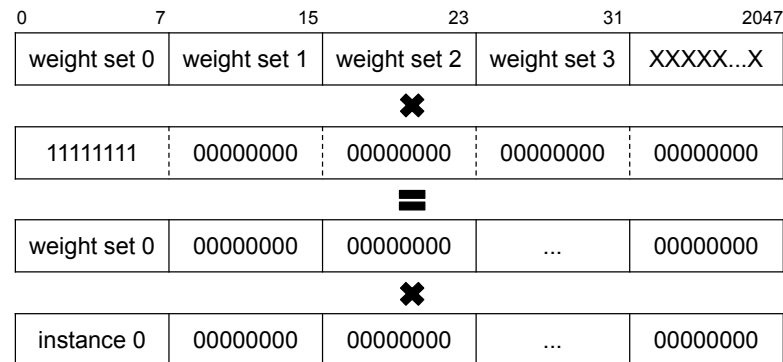 0 7 15 23 31 2047
weight set 0 weight set 1 weight set 2 weight set 3 XXXXX...X
11111111 00000000 00000000 00000000 00000000
weight set 0 00000000 00000000 ... 00000000
instance 0 00000000 00000000 ... 00000000